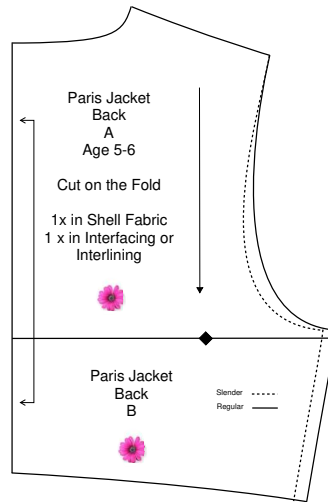 Paris Jacket
Back
A
Age 5-6
Cut on the Fold
1x in Shell Fabric
1 x in Interfacing or
Interlining
Paris Jacket
Back
B
Slender
Regular